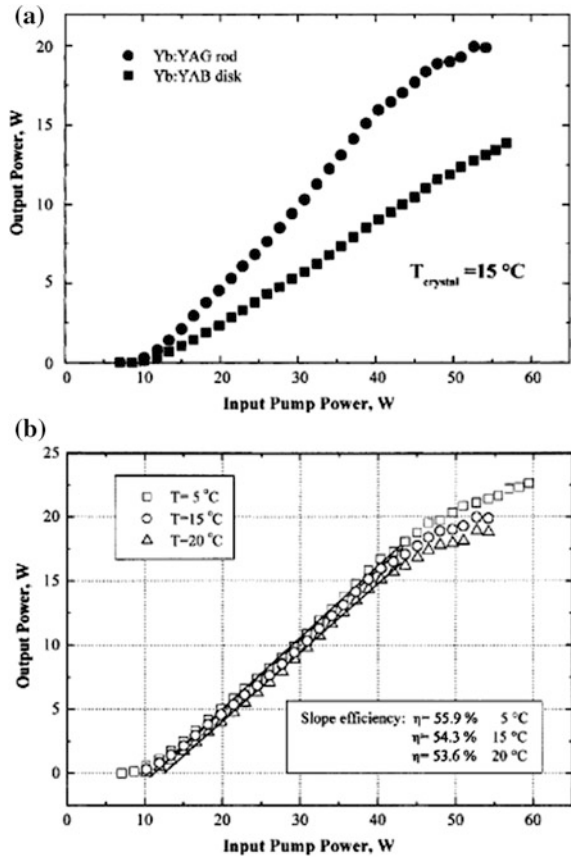 (a)
20
15
10
5
0
Output Power, W
Yb:YAG rod
Yb:YAB disk
T crystal =15 °C
0 10 20 30 40 50 60
Input Pump Power, W
(b)
25
20
15
10
5
0
Output Power, W
T= 5 °C
T=15 °C
T=20 °C
Slope efficiency: η= 55.9 % 5 °C
η= 54.3 % 15 °C
η= 53.6 % 20 °C
0 10 20 30 40 50 60
Input Pump Power, W